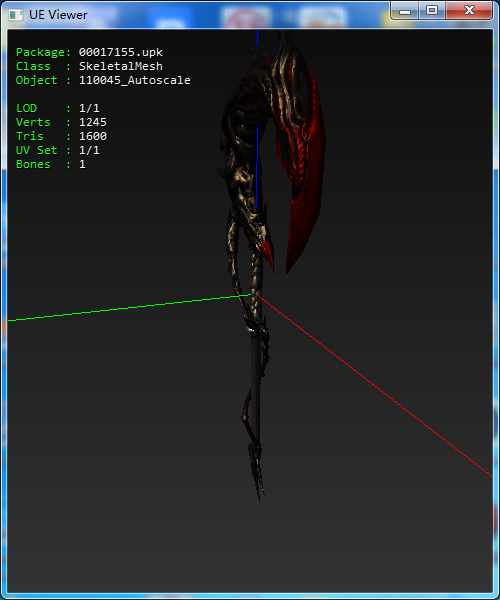 UE Viewer
Package: 00017155.upk
Class  : SkeletalMesh
Object : 110045_Autoscale
LOD    : 1/1
Verts  : 1245
Tris   : 1600
UV Set : 1/1
Bones  : 1